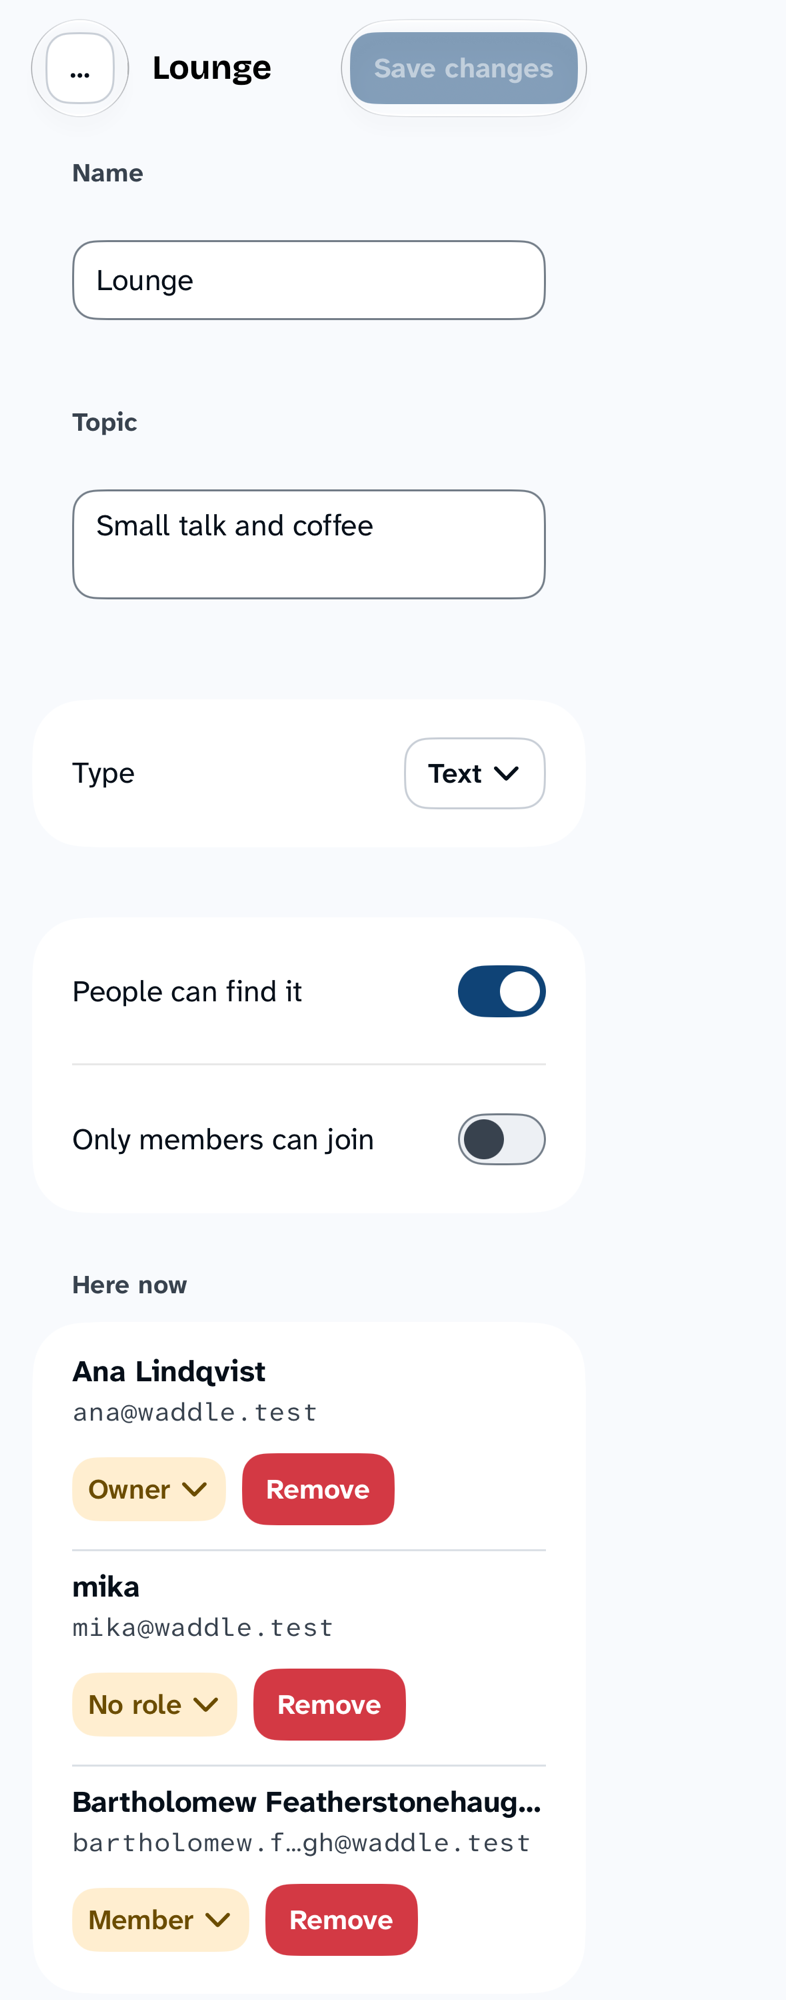 ...
Lounge
Save changes
Name
Lounge
Topic
Small talk and coffee
Type
Text
People can find it
Only members can join
Here now
Ana Lindqvist
ana@waddle.test
Owner
Remove
mika
mika@waddle.test
No role
Remove
Bartholomew Featherstonehaug...
bartholomew.f…gh@waddle.test
Member
Remove